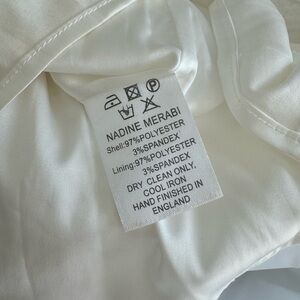 NADINE MERABI
Shell:97%POLYESTER
3%SPANDEX
Lining:97%POLYESTER
3%SPANDEX
DRY CLEAN ONLY,
COOL IRON
HAND FINISHED IN
ENGLAND